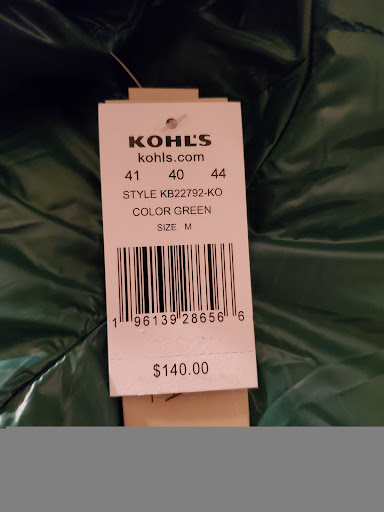 KOHL'S
kohls.com
41 40 44
STYLE KB22792-KO
COLOR GREEN
SIZE M
1 96139 28656 6
$140.00